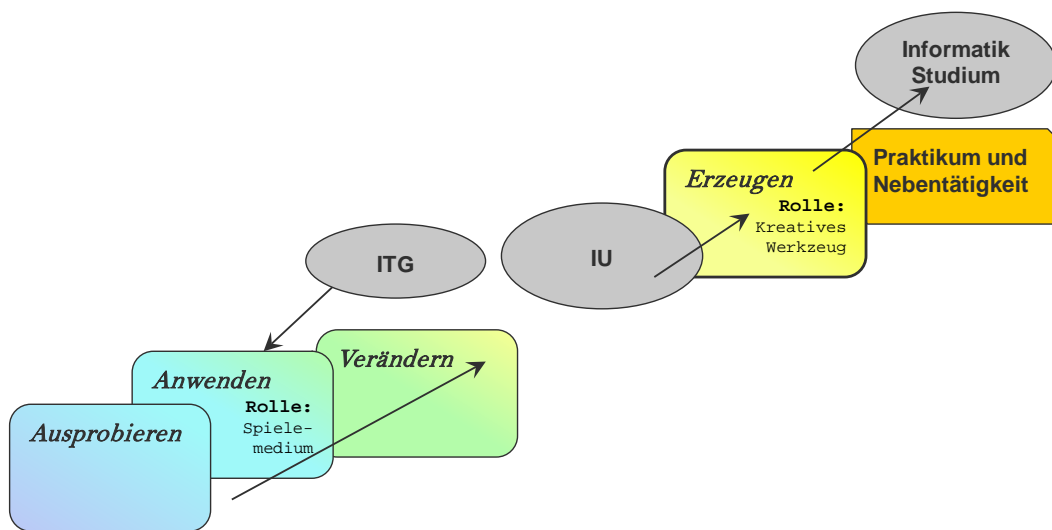 Informatik
Studium
Praktikum und
Nebentätigkeit
Erzeugen
Rolle:
Kreatives
Werkzeug
IU
ITG
Verändern
Anwenden
Rolle:
Spiele-
medium
Ausprobieren